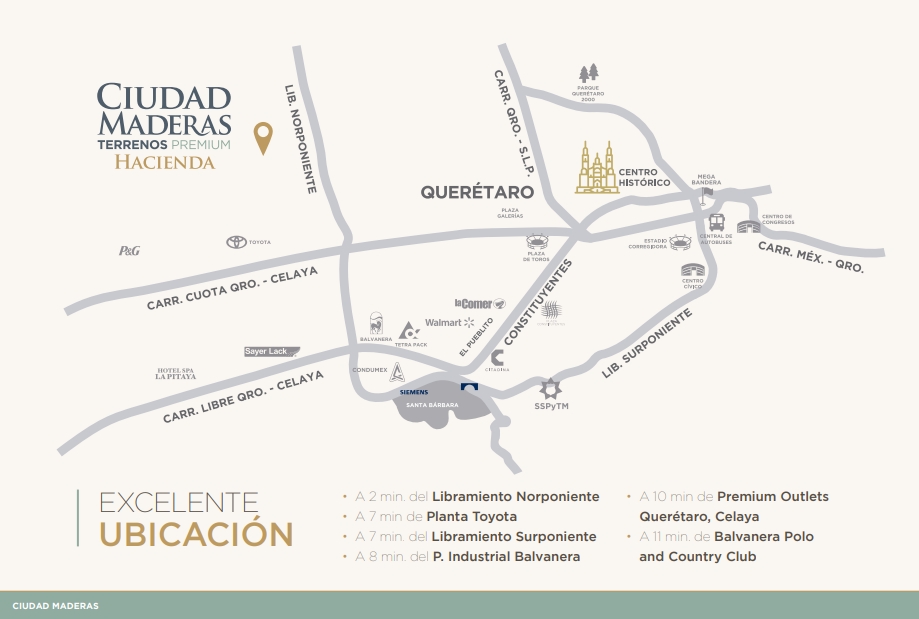 CIUDAD
MADERAS
TERRENOS PREMIUM
HACIENDA
LIB. NORPONIENTE
CARR. QRO. - S.L.P.
PARQUE
QUERÉTARO
2000
QUERÉTARO
CENTRO
HISTÓRICO
MEGA
BANDERA
PLAZA
GALERÍAS
PLAZA
DE TOROS
ESTADIO
CORREGIDORA
CENTRAL DE
AUTOBUSES
CENTRO DE
CONGRESOS
CARR. MÉX. - QRO.
CENTRO
CÍVICO
P&G
TOYOTA
CARR. CUOTA QRO. - CELAYA
la Comer
Walmart
EL PUEBLITO
CONSTITUYENTES
BALVANERA
TETRA PACK
CITADINA
LIB. SURPONIENTE
Sayer Lack
HOTEL SPA
LA PITAYA
CONDUMEX
SIEMENS
SANTA BÁRBARA
SSPyTM
CARR. LIBRE QRO. - CELAYA
EXCELENTE
UBICACIÓN
• A 2 min. del Libramiento Norponiente
• A 7 min de Planta Toyota
• A 7 min. del Libramiento Surponiente
• A 8 min. del P. Industrial Balvanera
• A 10 min de Premium Outlets
Querétaro, Celaya
• A 11 min. de Balvanera Polo
and Country Club
CIUDAD MADERAS